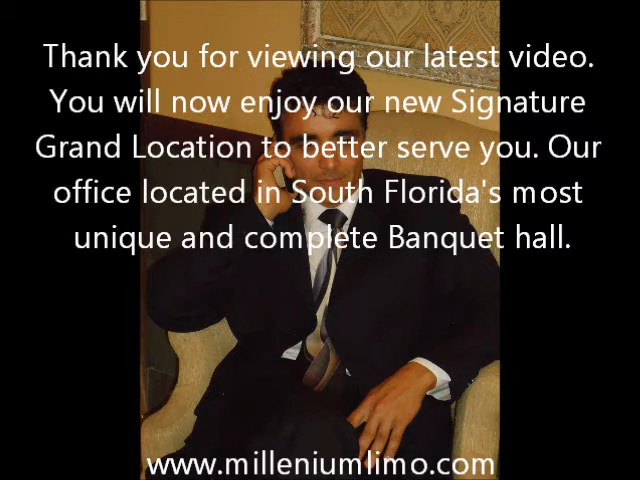 Thank you for viewing our latest video.
You will now enjoy our new Signature
Grand Location to better serve you. Our
office located in South Florida's most
unique and complete Banquet hall.
www.milleniumlimo.com